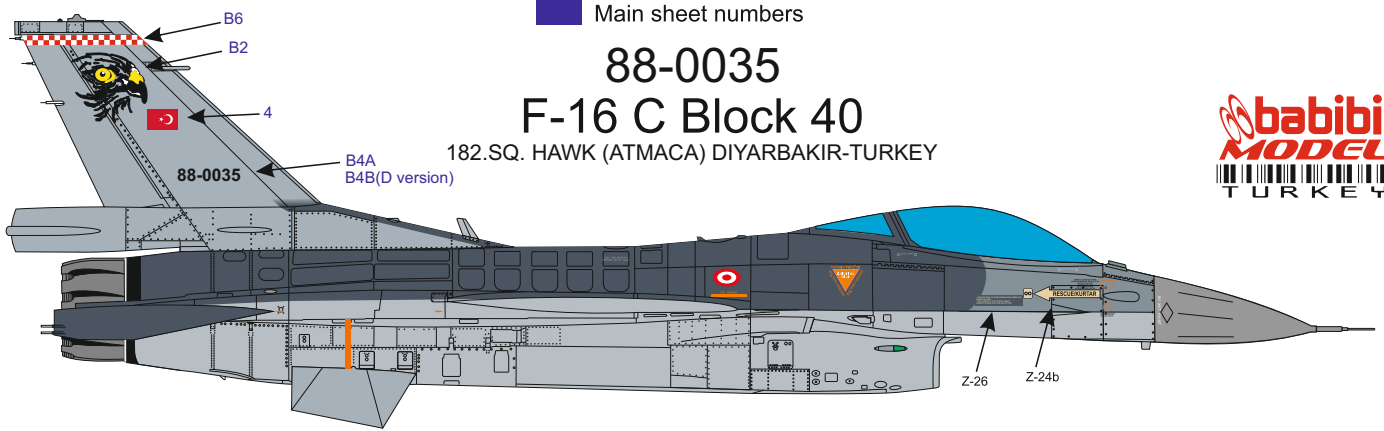 Main sheet numbers
88-0035
F-16 C Block 40
182.SQ. HAWK (ATMACA) DIYARBAKIR-TURKEY
babibi
MODEL
TURKEY
B6
B2
4
B4A
B4B(D version)
88-0035
RESCUE/KURTAR
Z-26
Z-24b